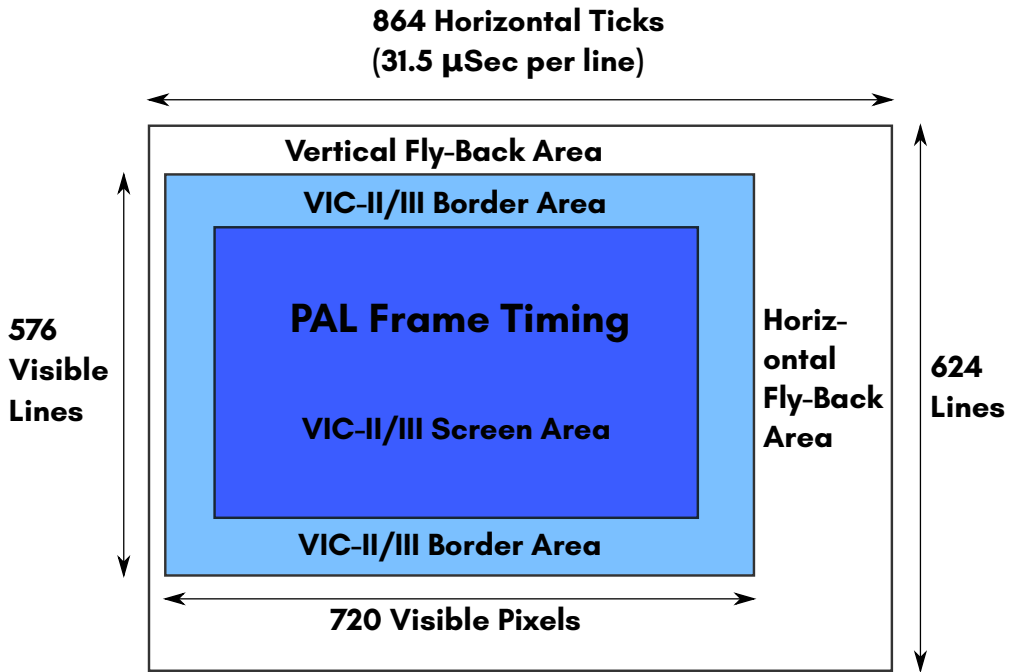 864 Horizontal Ticks
(31.5 µSec per line)
Vertical Fly-Back Area
VIC-II/III Border Area
PAL Frame Timing
576
Visible
Lines
Horiz-
ontal
Fly-Back
Area
624
Lines
VIC-II/III Screen Area
VIC-II/III Border Area
720 Visible Pixels